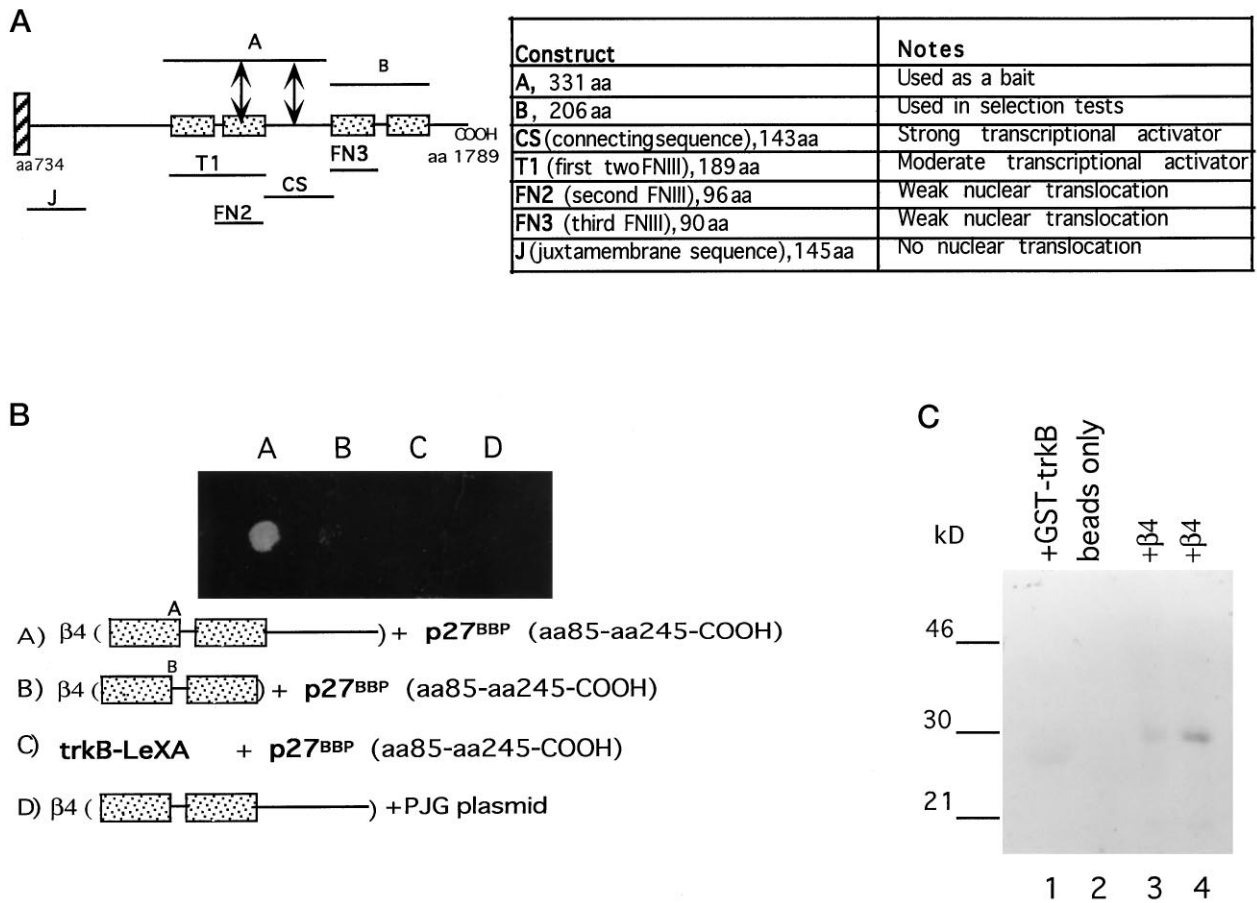 A
A
B
aa734
COOH
aa 1789
T1
FN3
J
CS
FN2
Construct Notes
A, 331 aa Used as a bait
B, 206 aa Used in selection tests
CS (connecting sequence), 143aa Strong transcriptional activator
T1 (first two FNIII), 189 aa Moderate transcriptional activator
FN2 (second FNIII), 96 aa Weak nuclear translocation
FN3 (third FNIII), 90 aa Weak nuclear translocation
J (juxtamembrane sequence), 145 aa No nuclear translocation
B
A B C D
A
A) β4 ( ) + p27BBP (aa85-aa245-COOH)
B
B) β4 ( ) + p27BBP (aa85-aa245-COOH)
C) trkB-LeXA + p27BBP (aa85-aa245-COOH)
D) β4 ( ) +PJG plasmid
C
+GST-trkB
beads only
+β4
+β4
kD
46
30
21
1 2 3 4